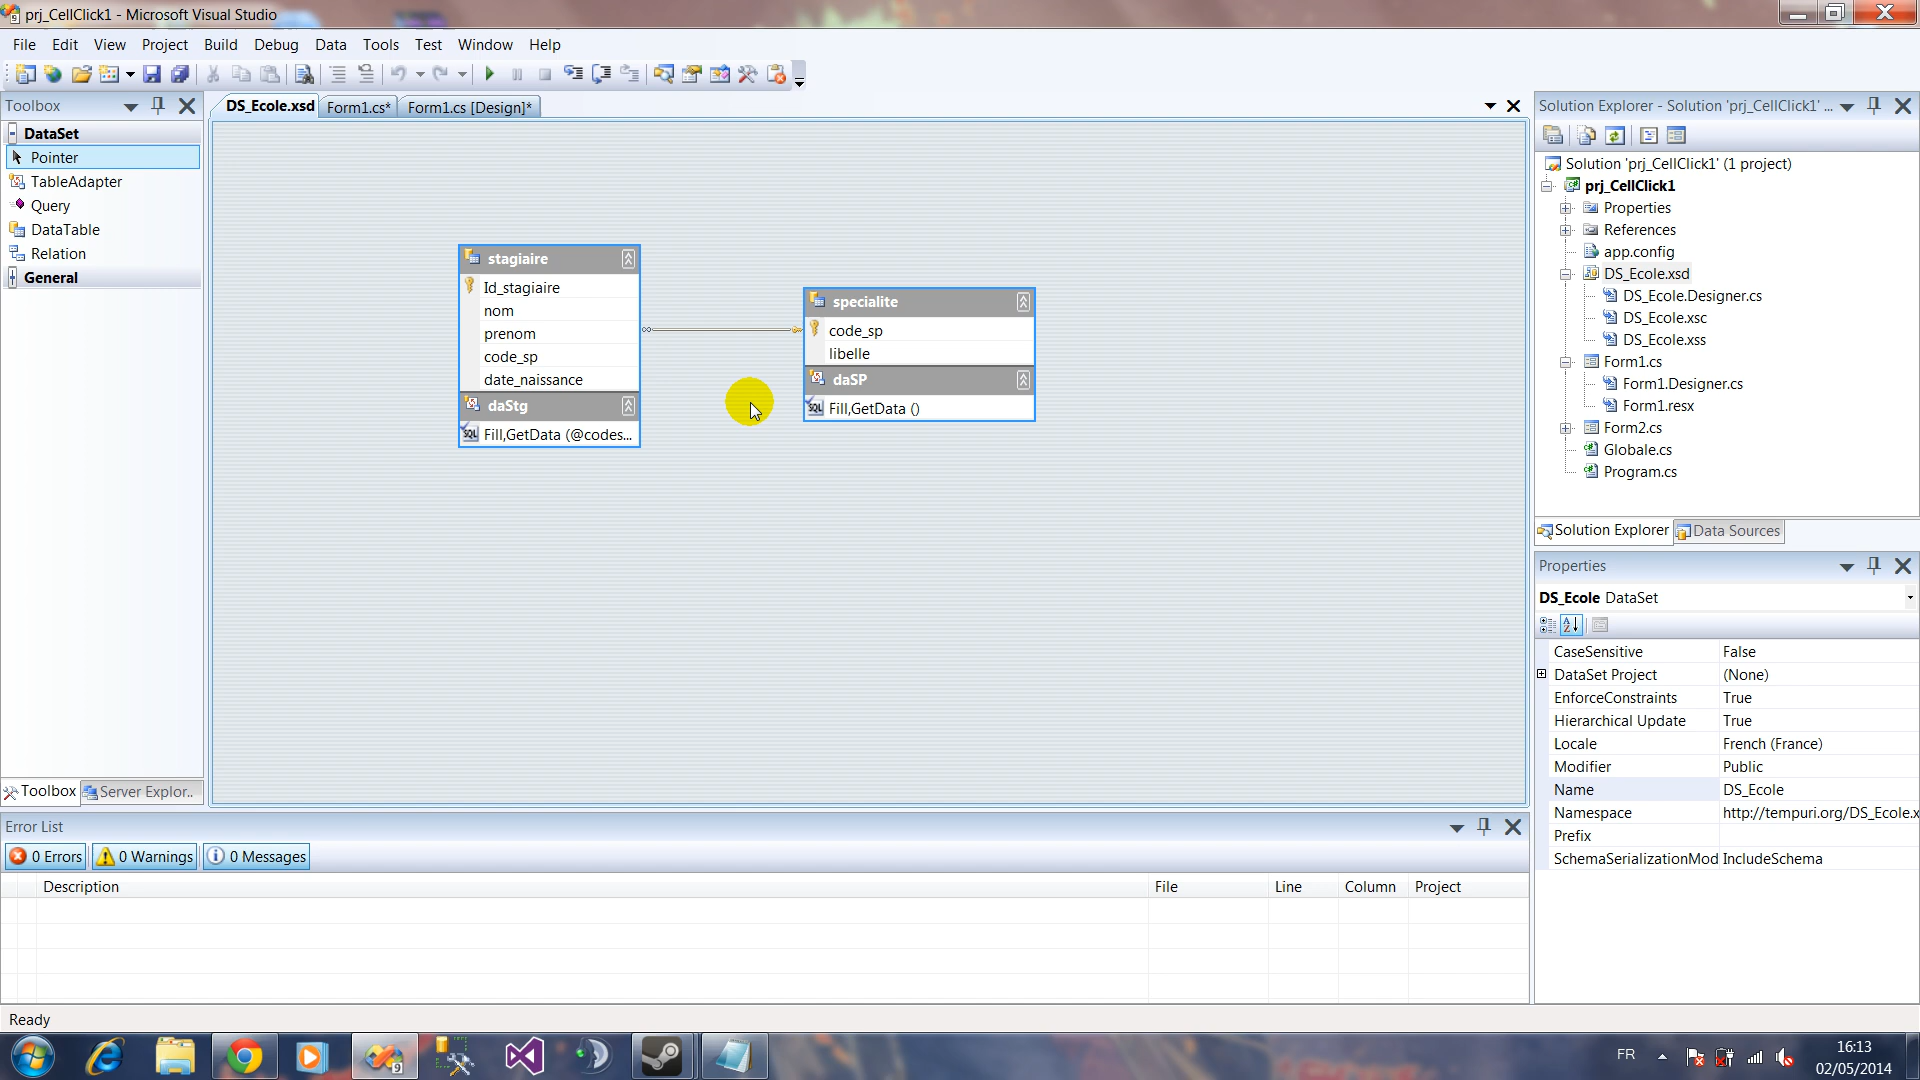 prj_CellClick1 - Microsoft Visual Studio
File Edit View Project Build Debug Data Tools Test Window Help
Toolbox
DataSet
Pointer
TableAdapter
Query
DataTable
Relation
General
Toolbox Server Explor..
DS_Ecole.xsd Form1.cs* Form1.cs [Design]*
stagiaire
Id_stagiaire
nom
prenom
code_sp
date_naissance
daStg
SQL Fill,GetData (@codes...
specialite
code_sp
libelle
daSP
SQL Fill,GetData ()
Solution Explorer - Solution 'prj_CellClick1' ...
Solution 'prj_CellClick1' (1 project)
prj_CellClick1
Properties
References
app.config
DS_Ecole.xsd
DS_Ecole.Designer.cs
DS_Ecole.xsc
DS_Ecole.xss
Form1.cs
Form1.Designer.cs
Form1.resx
Form2.cs
Globale.cs
Program.cs
Solution Explorer Data Sources
Properties
DS_Ecole DataSet
CaseSensitive False
DataSet Project (None)
EnforceConstraints True
Hierarchical Update True
Locale French (France)
Modifier Public
Name DS_Ecole
Namespace http://tempuri.org/DS_Ecole.x
Prefix
SchemaSerializationMod IncludeSchema
Error List
0 Errors 0 Warnings 0 Messages
Description File Line Column Project
Ready
FR
16:13
02/05/2014